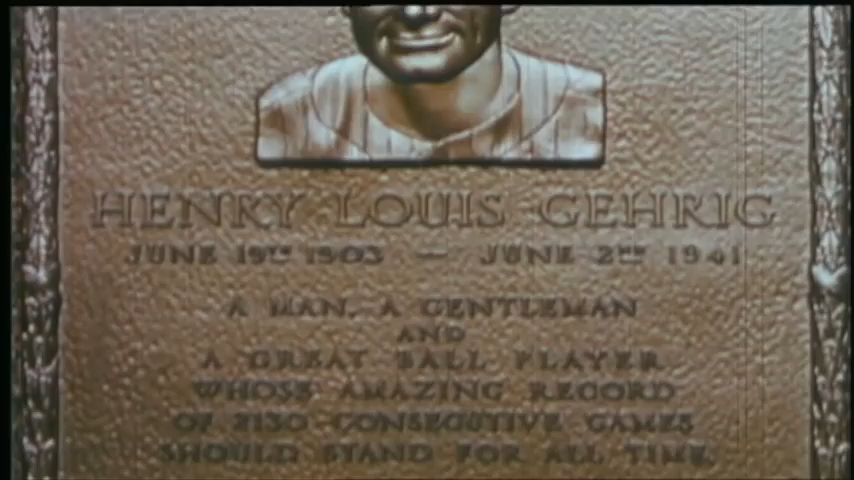 HENRY LOUIS GEHRIG
JUNE 19TH 1903 — JUNE 2ND 1941
A MAN, A GENTLEMAN
AND
A GREAT BALL PLAYER
WHOSE AMAZING RECORD
OF 2130 CONSECUTIVE GAMES
SHOULD STAND FOR ALL TIME.